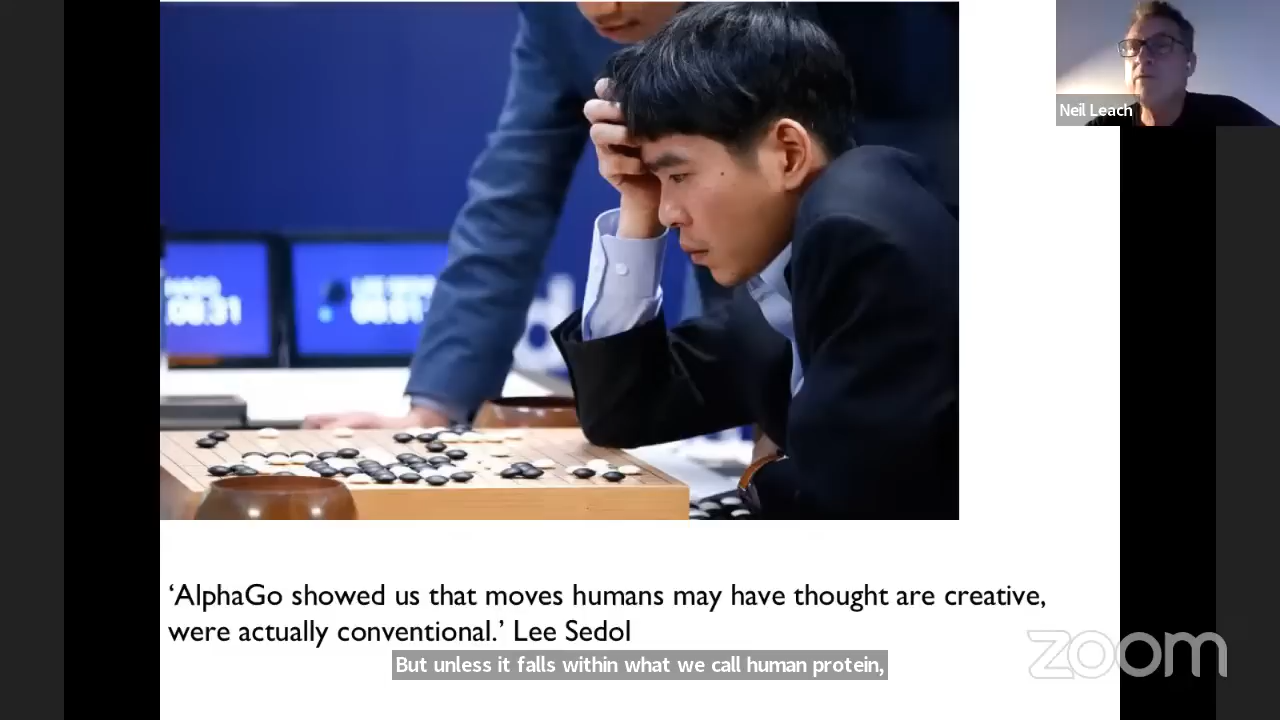 Neil Leach
‘AlphaGo showed us that moves humans may have thought are creative,
were actually conventional.’ Lee Sedol
But unless it falls within what we call human protein,
zoom